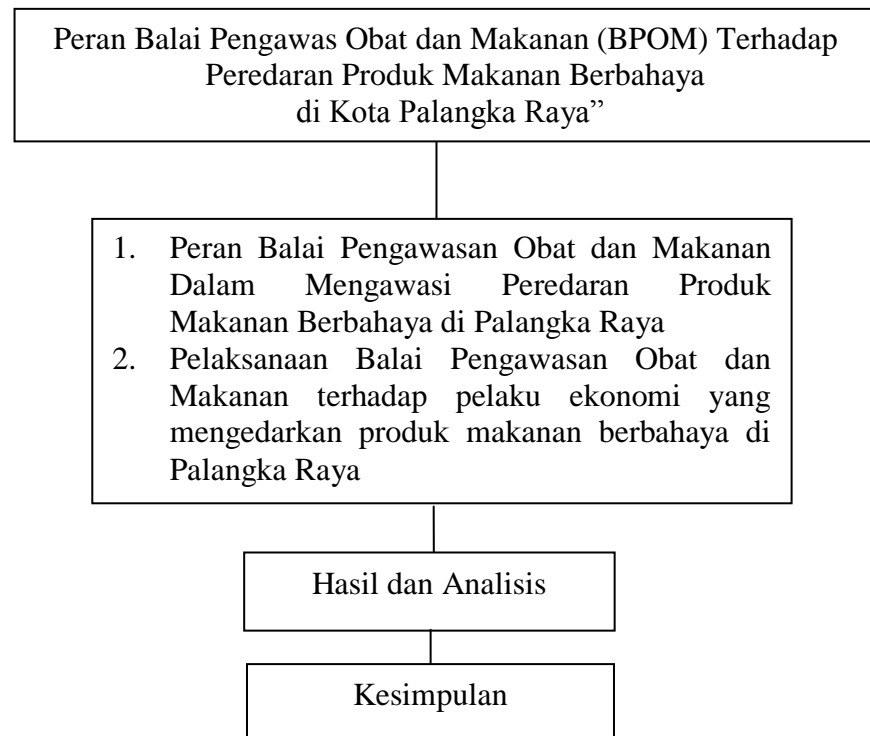 Peran Balai Pengawas Obat dan Makanan (BPOM) Terhadap
Peredaran Produk Makanan Berbahaya
di Kota Palangka Raya”
1. Peran Balai Pengawasan Obat dan Makanan
Dalam Mengawasi Peredaran Produk
Makanan Berbahaya di Palangka Raya
2. Pelaksanaan Balai Pengawasan Obat dan
Makanan terhadap pelaku ekonomi yang
mengedarkan produk makanan berbahaya di
Palangka Raya
Hasil dan Analisis
Kesimpulan